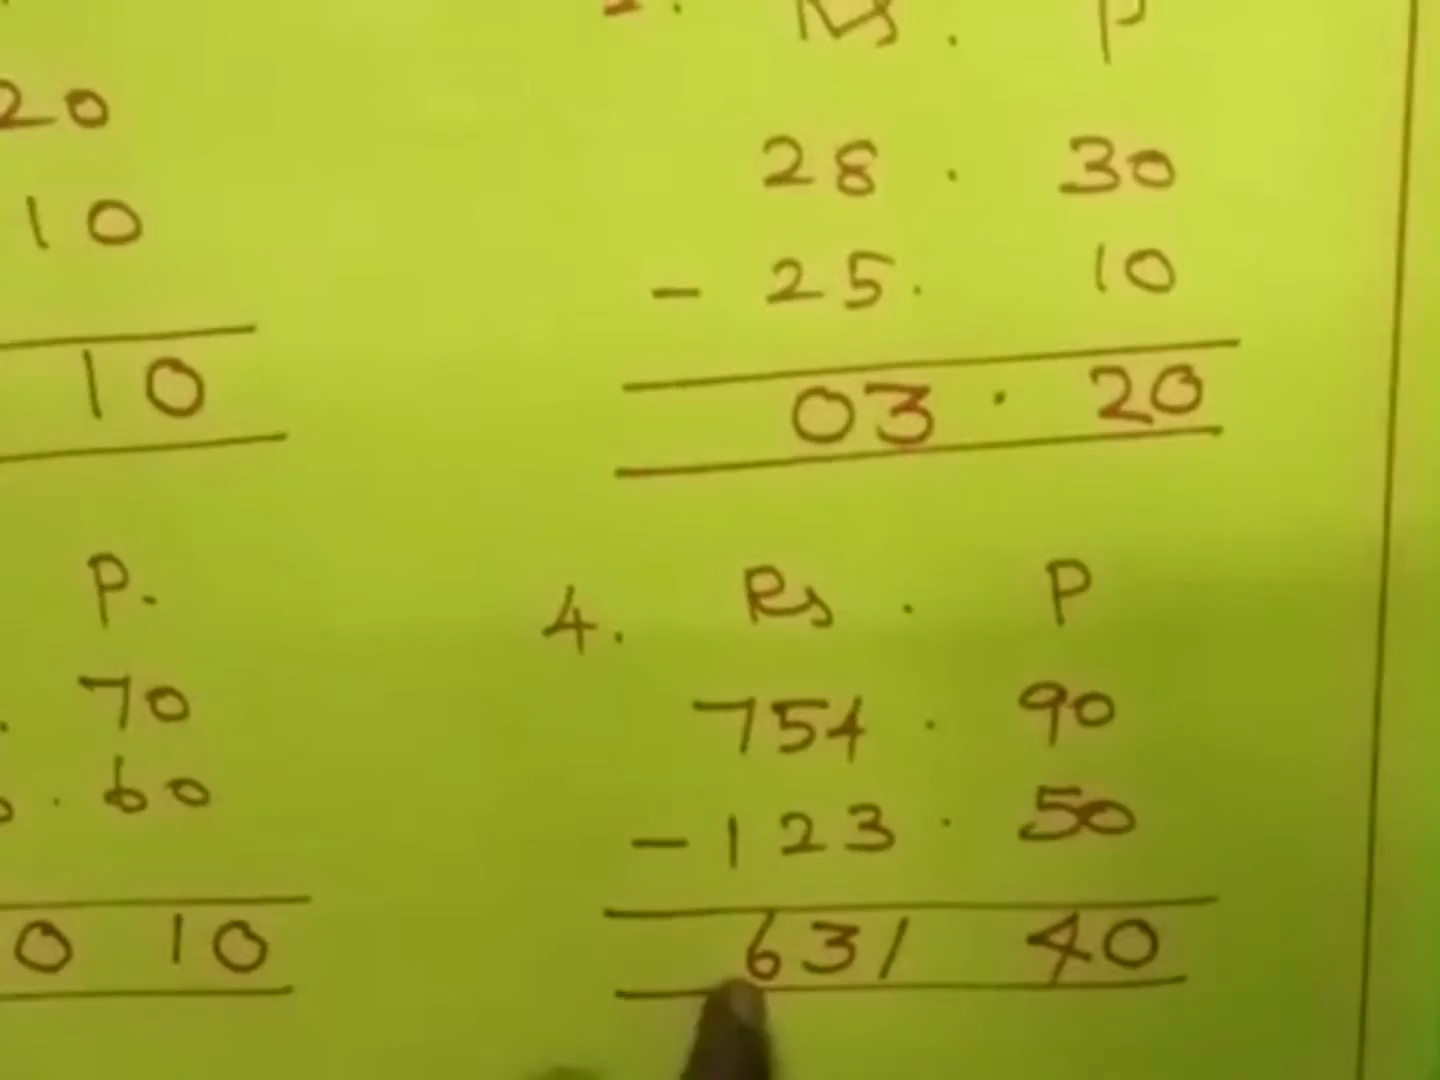 Rs . P
20
10
10
28 . 30
- 25. 10
03 . 20
P.
. 70
. 60
0 10
4. Rs . P
754 . 90
- 123 . 50
631 40